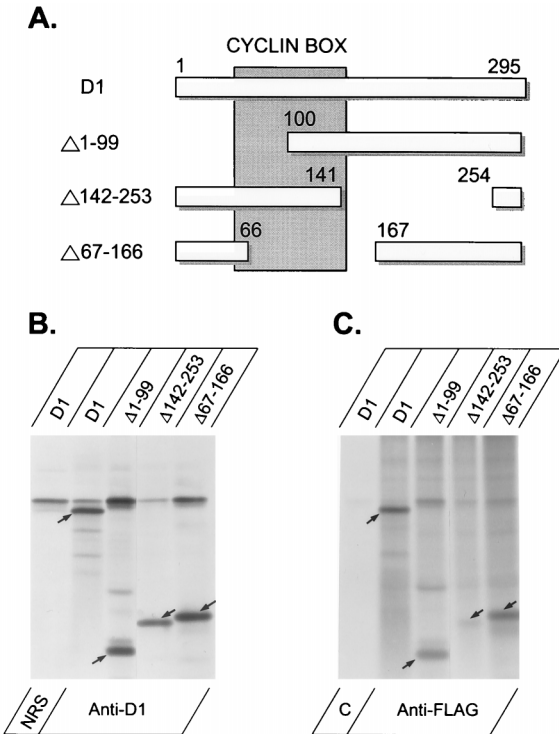 A.
CYCLIN BOX
1 295
D1
100
△1-99
141 254
△142-253
66 167
△67-166
B. C.
D1 D1 Δ1-99 Δ142-253 Δ67-166
D1 D1 Δ1-99 Δ142-253 Δ67-166
NRS Anti-D1
C Anti-FLAG